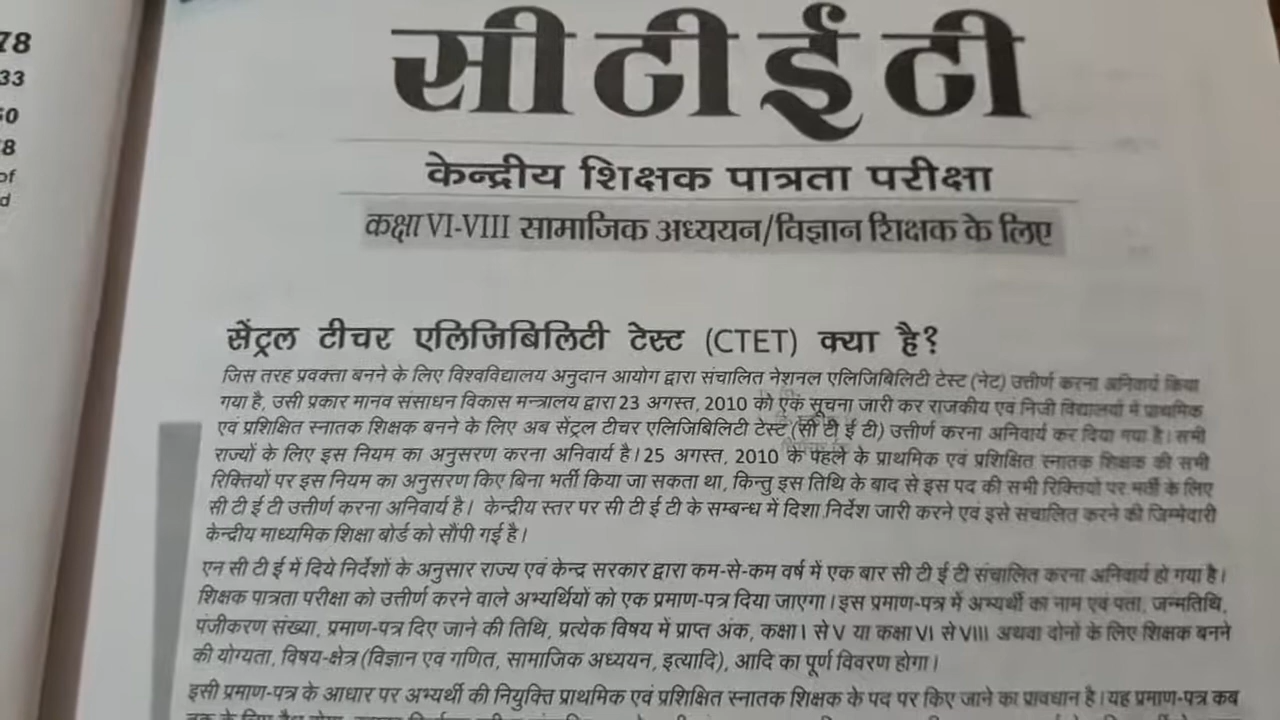 78
33
8
of
d
सी टी ई टी
केन्द्रीय शिक्षक पात्रता परीक्षा
कक्षा VI-VIII सामाजिक अध्ययन/विज्ञान शिक्षक के लिए
सेंट्रल टीचर एलिजिबिलिटी टेस्ट (CTET) क्या है?
जिस तरह प्रवक्ता बनने के लिए विश्वविद्यालय अनुदान आयोग द्वारा संचालित नेशनल एलिजिबिलिटी टेस्ट (नेट) उत्तीर्ण करना अनिवार्य किया
गया है, उसी प्रकार मानव संसाधन विकास मन्त्रालय द्वारा 23 अगस्त, 2010 को एक सूचना जारी कर राजकीय एवं निजी विद्यालयों में प्राथमिक
एवं प्रशिक्षित स्नातक शिक्षक बनने के लिए अब सेंट्रल टीचर एलिजिबिलिटी टेस्ट (सी टी ई टी) उत्तीर्ण करना अनिवार्य कर दिया गया है। सभी
राज्यों के लिए इस नियम का अनुसरण करना अनिवार्य है। 25 अगस्त, 2010 के पहले के प्राथमिक एवं प्रशिक्षित स्नातक शिक्षक की सभी
रिक्तियों पर इस नियम का अनुसरण किए बिना भर्ती किया जा सकता था, किन्तु इस तिथि के बाद से इस पद की सभी रिक्तियों पर भर्ती के लिए
सी टी ई टी उत्तीर्ण करना अनिवार्य है। केन्द्रीय स्तर पर सी टी ई टी के सम्बन्ध में दिशा निर्देश जारी करने एवं इसे संचालित करने की जिम्मेदारी
केन्द्रीय माध्यमिक शिक्षा बोर्ड को सौंपी गई है।
एन सी टी ई में दिये निर्देशों के अनुसार राज्य एवं केन्द्र सरकार द्वारा कम-से-कम वर्ष में एक बार सी टी ई टी संचालित करना अनिवार्य हो गया है।
शिक्षक पात्रता परीक्षा को उत्तीर्ण करने वाले अभ्यर्थियों को एक प्रमाण-पत्र दिया जाएगा। इस प्रमाण-पत्र में अभ्यर्थी का नाम एवं पता, जन्मतिथि,
पंजीकरण संख्या, प्रमाण-पत्र दिए जाने की तिथि, प्रत्येक विषय में प्राप्त अंक, कक्षा I से V या कक्षा VI से VIII अथवा दोनों के लिए शिक्षक बनने
की योग्यता, विषय-क्षेत्र (विज्ञान एवं गणित, सामाजिक अध्ययन, इत्यादि), आदि का पूर्ण विवरण होगा।
इसी प्रमाण-पत्र के आधार पर अभ्यर्थी की नियुक्ति प्राथमिक एवं प्रशिक्षित स्नातक शिक्षक के पद पर किए जाने का प्रावधान है। यह प्रमाण-पत्र कब